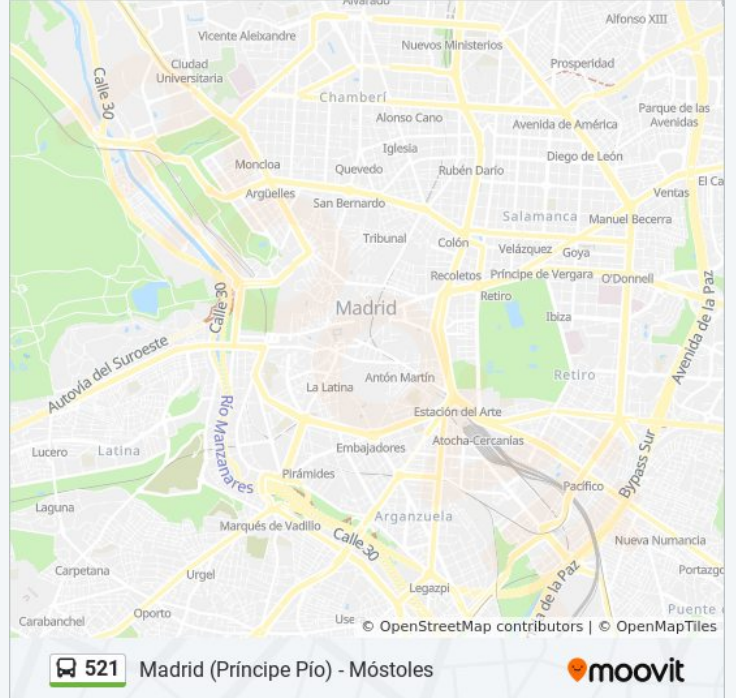 Alvarado
Alfonso XIII
Vicente Aleixandre
Nuevos Ministerios
Ciudad
Universitaria
Prosperidad
Calle 30
Chamberí
Parque de las
Avenidas
Alonso Cano
Avenida de América
Iglesia
Diego de León
Moncloa
Quevedo
Rubén Darío
El Ca
Argüelles
Ventas
San Bernardo
Salamanca
Manuel Becerra
Tribunal
Colón
Velázquez
Goya
Recoletos
Príncipe de Vergara
O'Donnell
Calle 30
Retiro
Madrid
Ibiza
Avenida de la Paz
Autovía del Suroeste
Antón Martín
Retiro
La Latina
Estación del Arte
Río Manzanares
Atocha-Cercanías
Embajadores
Lucero
Latina
Bypass Sur
Pirámides
Pacífico
Laguna
Arganzuela
Marqués de Vadillo
Calle 30
Nueva Numancia
Carpetana
Urgel
Portazgo
Legazpi
a de la Paz
Oporto
Puente
Carabanchel
Use
© OpenStreetMap contributors | © OpenMapTiles
521 Madrid (Príncipe Pío) - Móstoles
moovit